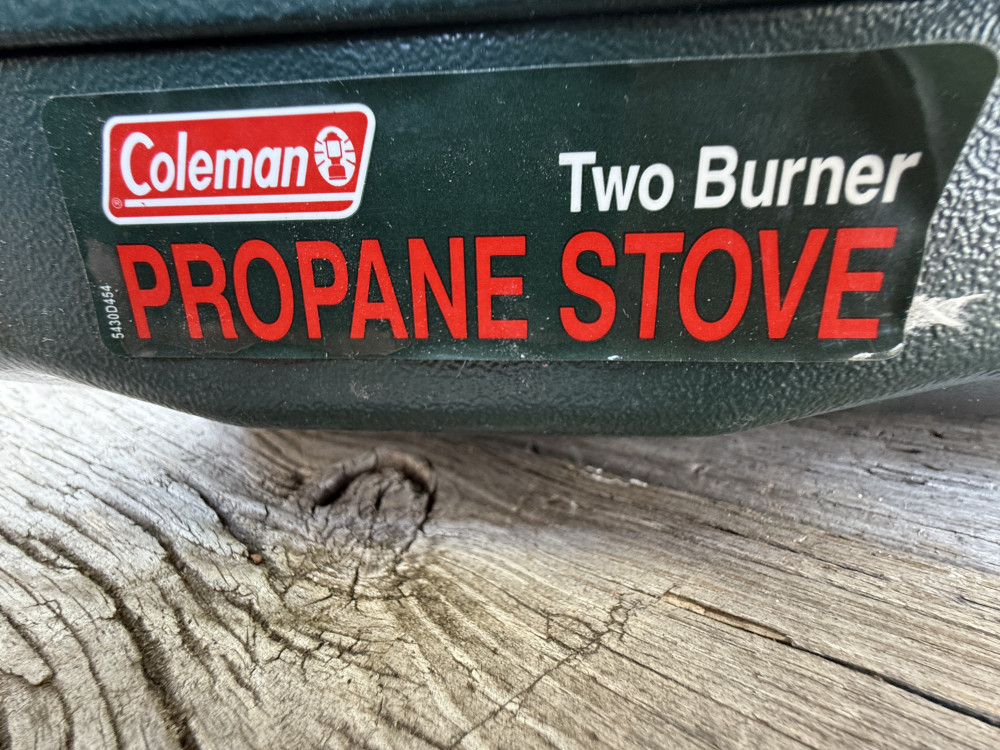 Coleman
Two Burner
PROPANE STOVE
5430D454